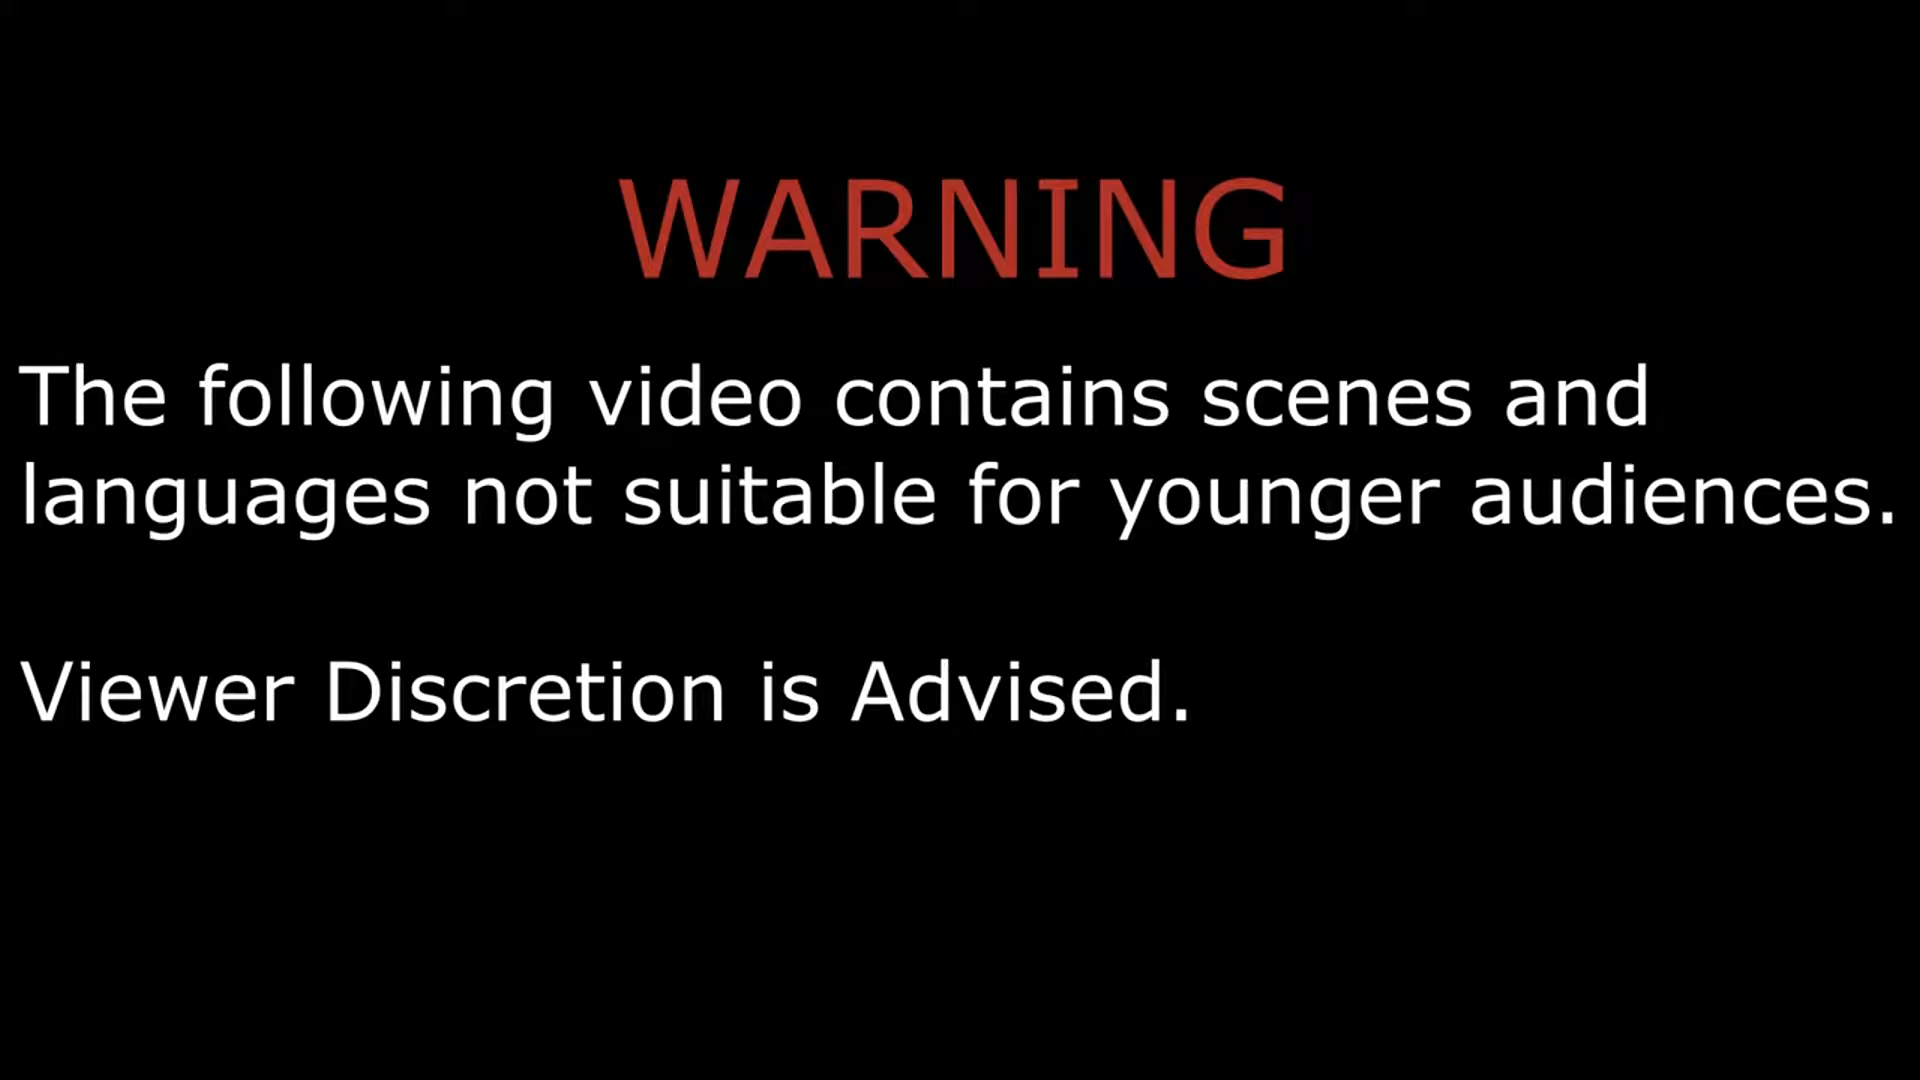 WARNING
The following video contains scenes and
languages not suitable for younger audiences.
Viewer Discretion is Advised.